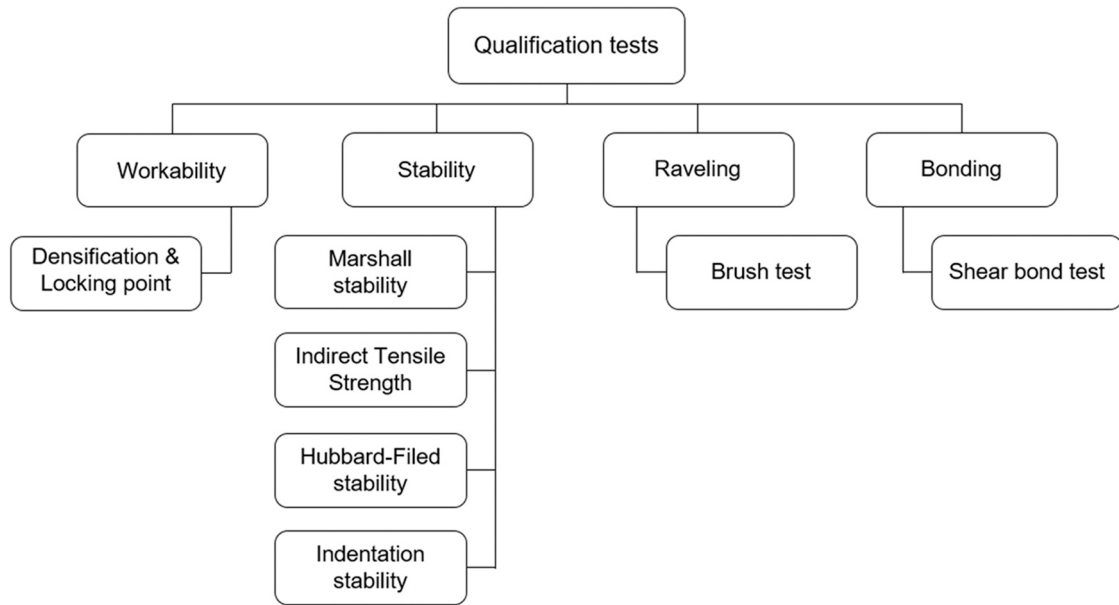 Qualification tests
Workability
Stability
Raveling
Bonding
Densification &
Locking point
Marshall
stability
Indirect Tensile
Strength
Hubbard-Filed
stability
Indentation
stability
Brush test
Shear bond test